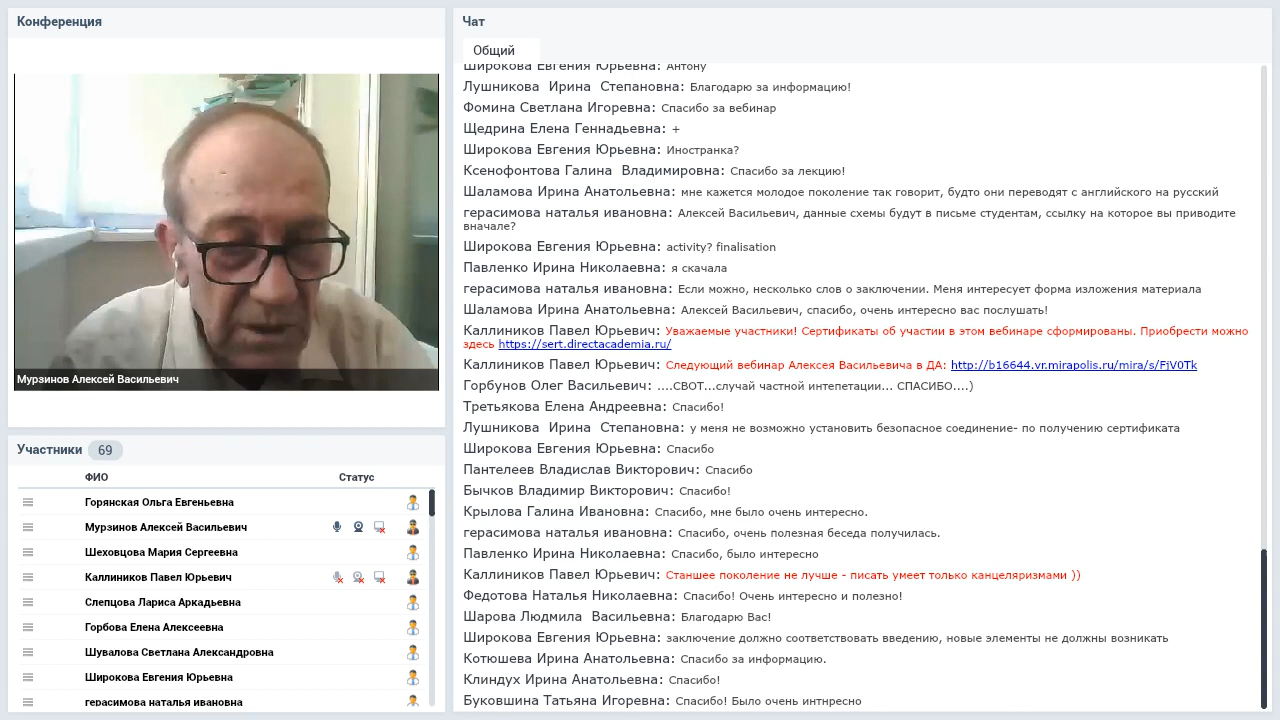 Конференция
Мурзинов Алексей Васильевич
Участники 69
ФИО Статус
Горянская Ольга Евгеньевна
Мурзинов Алексей Васильевич
Шеховцова Мария Сергеевна
Каллиников Павел Юрьевич
Слепцова Лариса Аркадьевна
Горбова Елена Алексеевна
Шувалова Светлана Александровна
Широкова Евгения Юрьевна
герасимова наталья ивановна
Чат
Общий
Широкова Евгения Юрьевна: Антону
Лушникова Ирина Степановна: Благодарю за информацию!
Фомина Светлана Игоревна: Спасибо за вебинар
Щедрина Елена Геннадьевна: +
Широкова Евгения Юрьевна: Иностранка?
Ксенофонтова Галина Владимировна: Спасибо за лекцию!
Шаламова Ирина Анатольевна: мне кажется молодое поколение так говорит, будто они переводят с английского на русский
герасимова наталья ивановна: Алексей Васильевич, данные схемы будут в письме студентам, ссылку на которое вы приводите
вначале?
Широкова Евгения Юрьевна: activity? finalisation
Павленко Ирина Николаевна: я скачала
герасимова наталья ивановна: Если можно, несколько слов о заключении. Меня интересует форма изложения материала
Шаламова Ирина Анатольевна: Алексей Васильевич, спасибо, очень интересно вас послушать!
Каллиников Павел Юрьевич: Уважаемые участники! Сертификаты об участии в этом вебинаре сформированы. Приобрести можно
здесь https://sert.directacademia.ru/
Каллиников Павел Юрьевич: Следующий вебинар Алексея Васильевича в ДА: http://b16644.vr.mirapolis.ru/mira/s/FjV0Tk
Горбунов Олег Васильевич: ....СВОТ...случай частной интепетации... СПАСИБО....)
Третьякова Елена Андреевна: Спасибо!
Лушникова Ирина Степановна: у меня не возможно установить безопасное соединение- по получению сертификата
Широкова Евгения Юрьевна: Спасибо
Пантелеев Владислав Викторович: Спасибо
Бычков Владимир Викторович: Спасибо!
Крылова Галина Ивановна: Спасибо, мне было очень интересно.
герасимова наталья ивановна: Спасибо, очень полезная беседа получилась.
Павленко Ирина Николаевна: Спасибо, было интересно
Каллиников Павел Юрьевич: Станшее поколение не лучше - писать умеет только канцеляризмами ))
Федотова Наталья Николаевна: Спасибо! Очень интересно и полезно!
Шарова Людмила Васильевна: Благодарю Вас!
Широкова Евгения Юрьевна: заключение должно соответствовать введению, новые элементы не должны возникать
Котюшева Ирина Анатольевна: Спасибо за информацию.
Клиндух Ирина Анатольевна: Спасибо!
Буковшина Татьяна Игоревна: Спасибо! Было очень интнресно